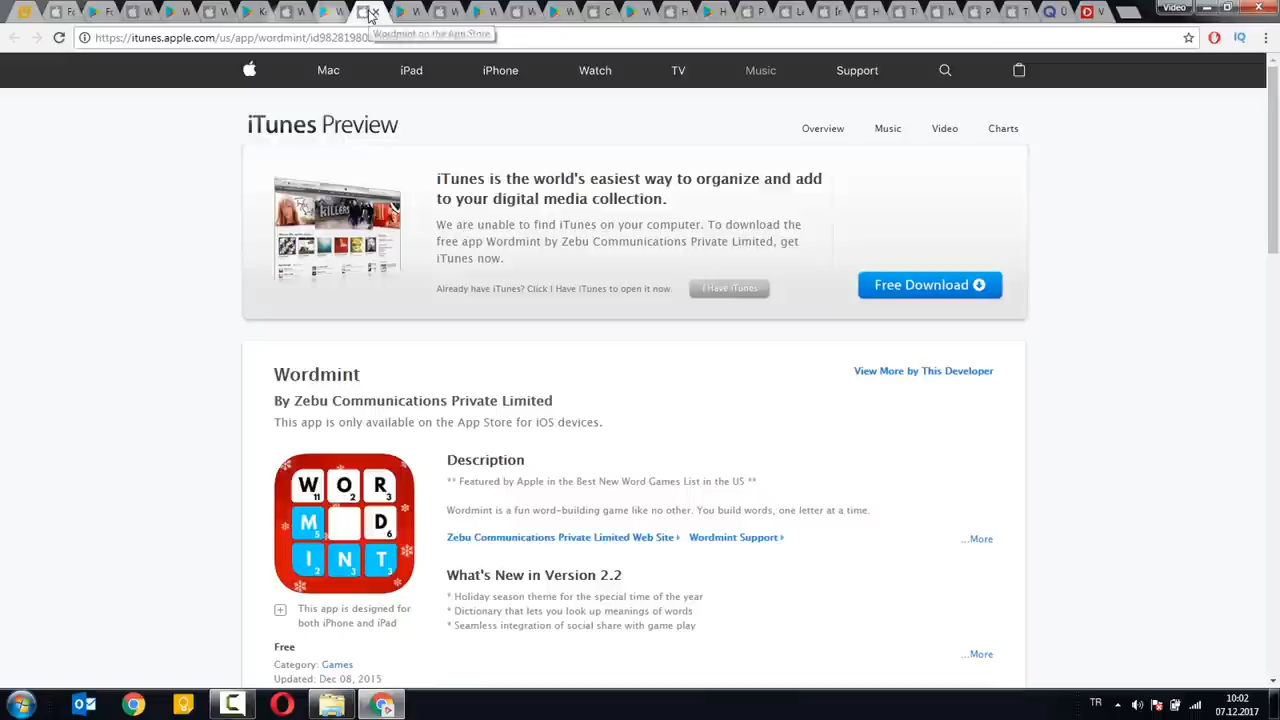 Video
https://itunes.apple.com/us/app/wordmint/id98281980
Wordmint on the App Store
Mac iPad iPhone Watch TV Music Support
iTunes Preview
Overview Music Video Charts
iTunes is the world's easiest way to organize and add
to your digital media collection.
We are unable to find iTunes on your computer. To download the
free app Wordmint by Zebu Communications Private Limited, get
iTunes now.
Already have iTunes? Click I Have iTunes to open it now.
I Have iTunes
Free Download
KILLERS
Wordmint
View More by This Developer
By Zebu Communications Private Limited
This app is only available on the App Store for iOS devices.
W 11 O 2 R 3
M 5 D 6
I 3 N 3 T 3
Description
** Featured by Apple in the Best New Word Games List in the US **
Wordmint is a fun word-building game like no other. You build words, one letter at a time.
Zebu Communications Private Limited Web Site Wordmint Support
...More
What's New in Version 2.2
* Holiday season theme for the special time of the year
* Dictionary that lets you look up meanings of words
* Seamless integration of social share with game play
...More
This app is designed for
both iPhone and iPad
Free
Category: Games
Updated: Dec 08, 2015
TR
10:02
07.12.2017